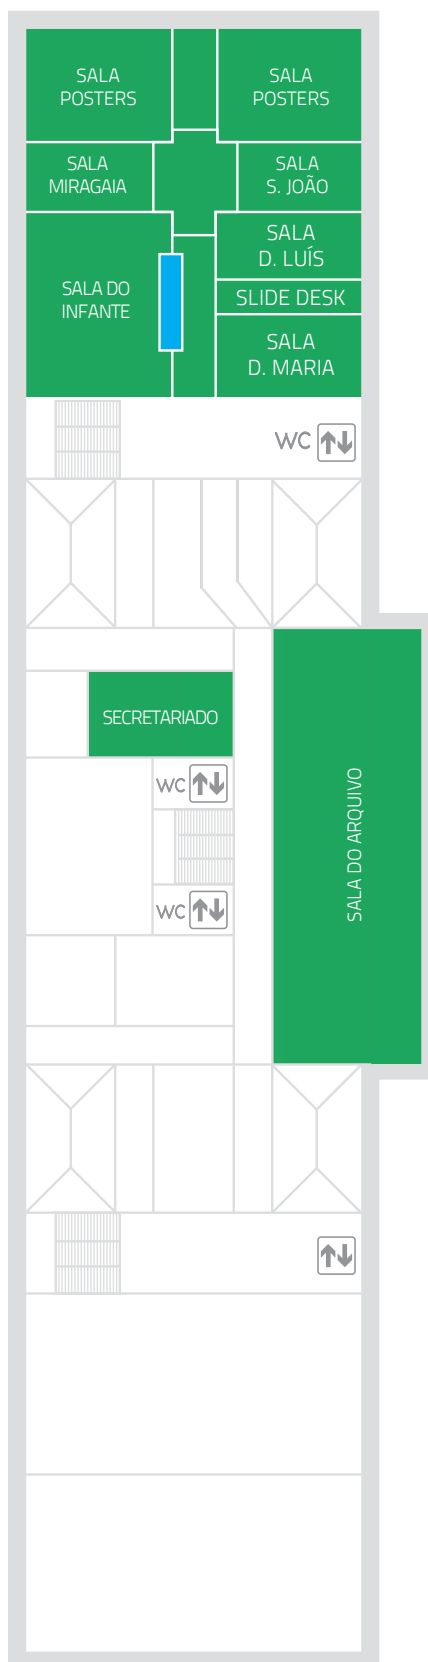 SALA
POSTERS
SALA
POSTERS
SALA
MIRAGAIA
SALA
S. JOÃO
SALA
D. LUÍS
SALA DO
INFANTE
SLIDE DESK
SALA
D. MARIA
WC
SECRETARIADO
WC
SALA DO ARQUIVO
WC